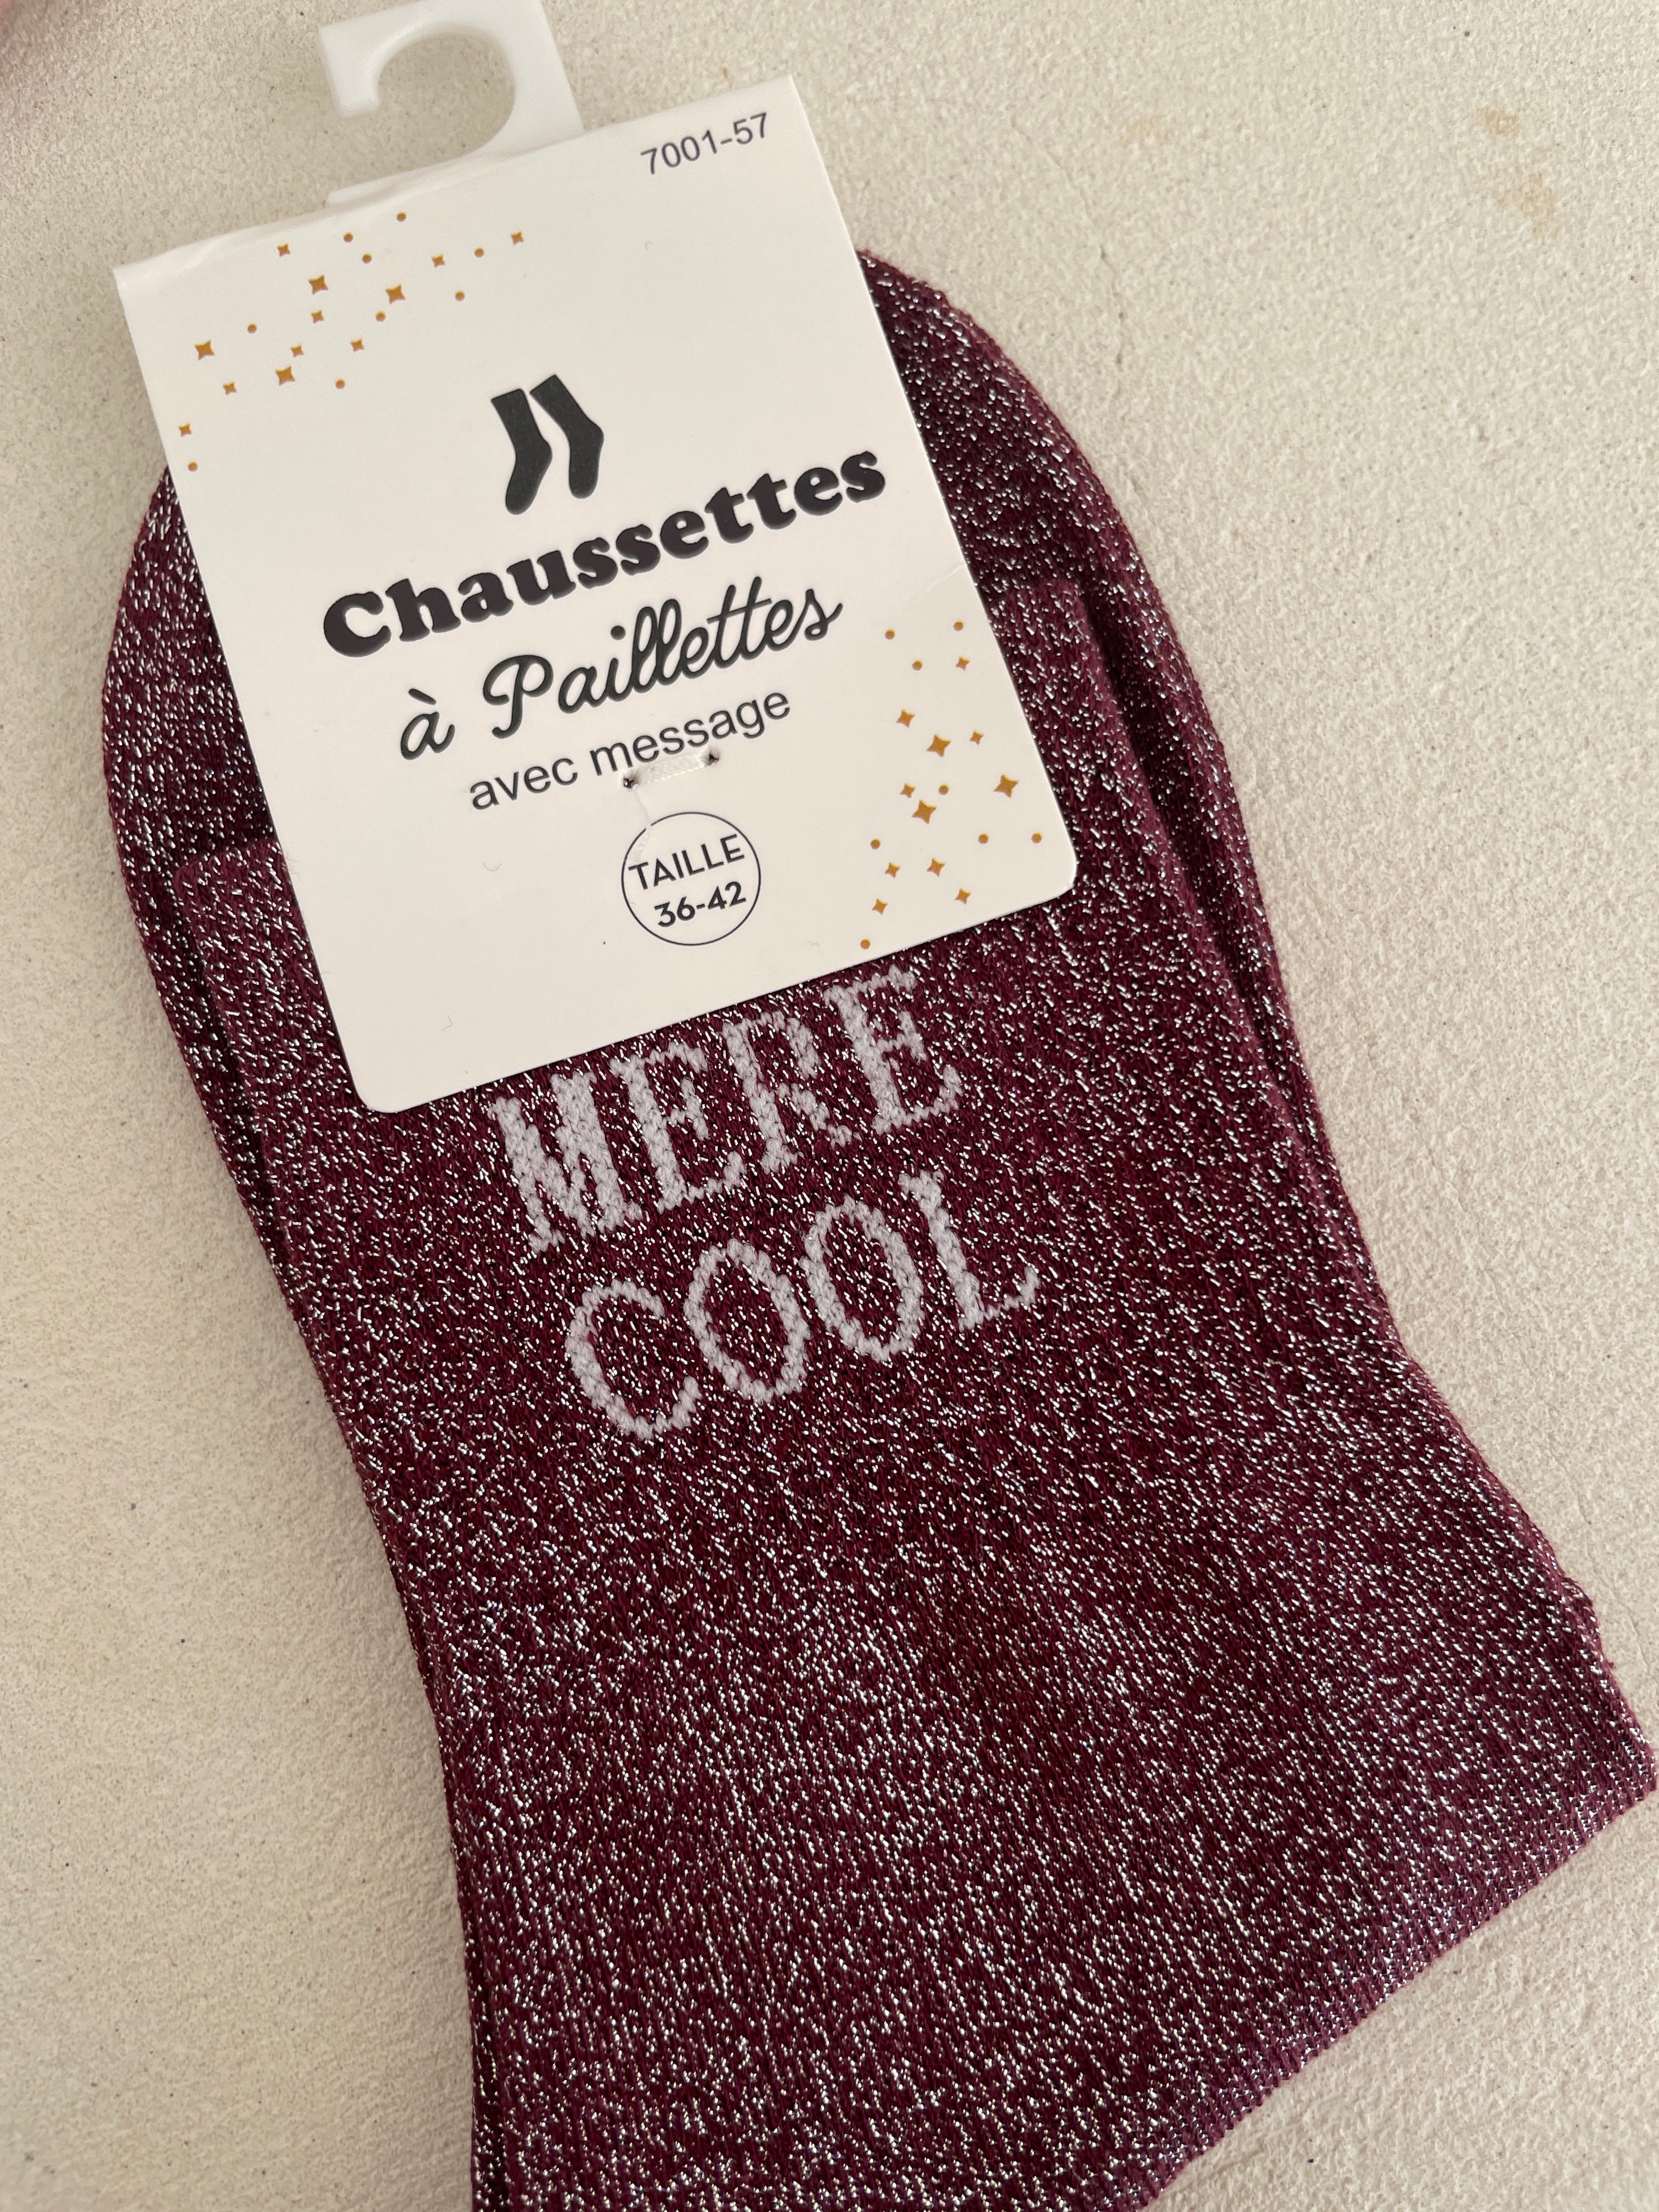 7001-57
Chaussettes
à Paillettes
avec message
TAILLE
36-42
MERE
COOL